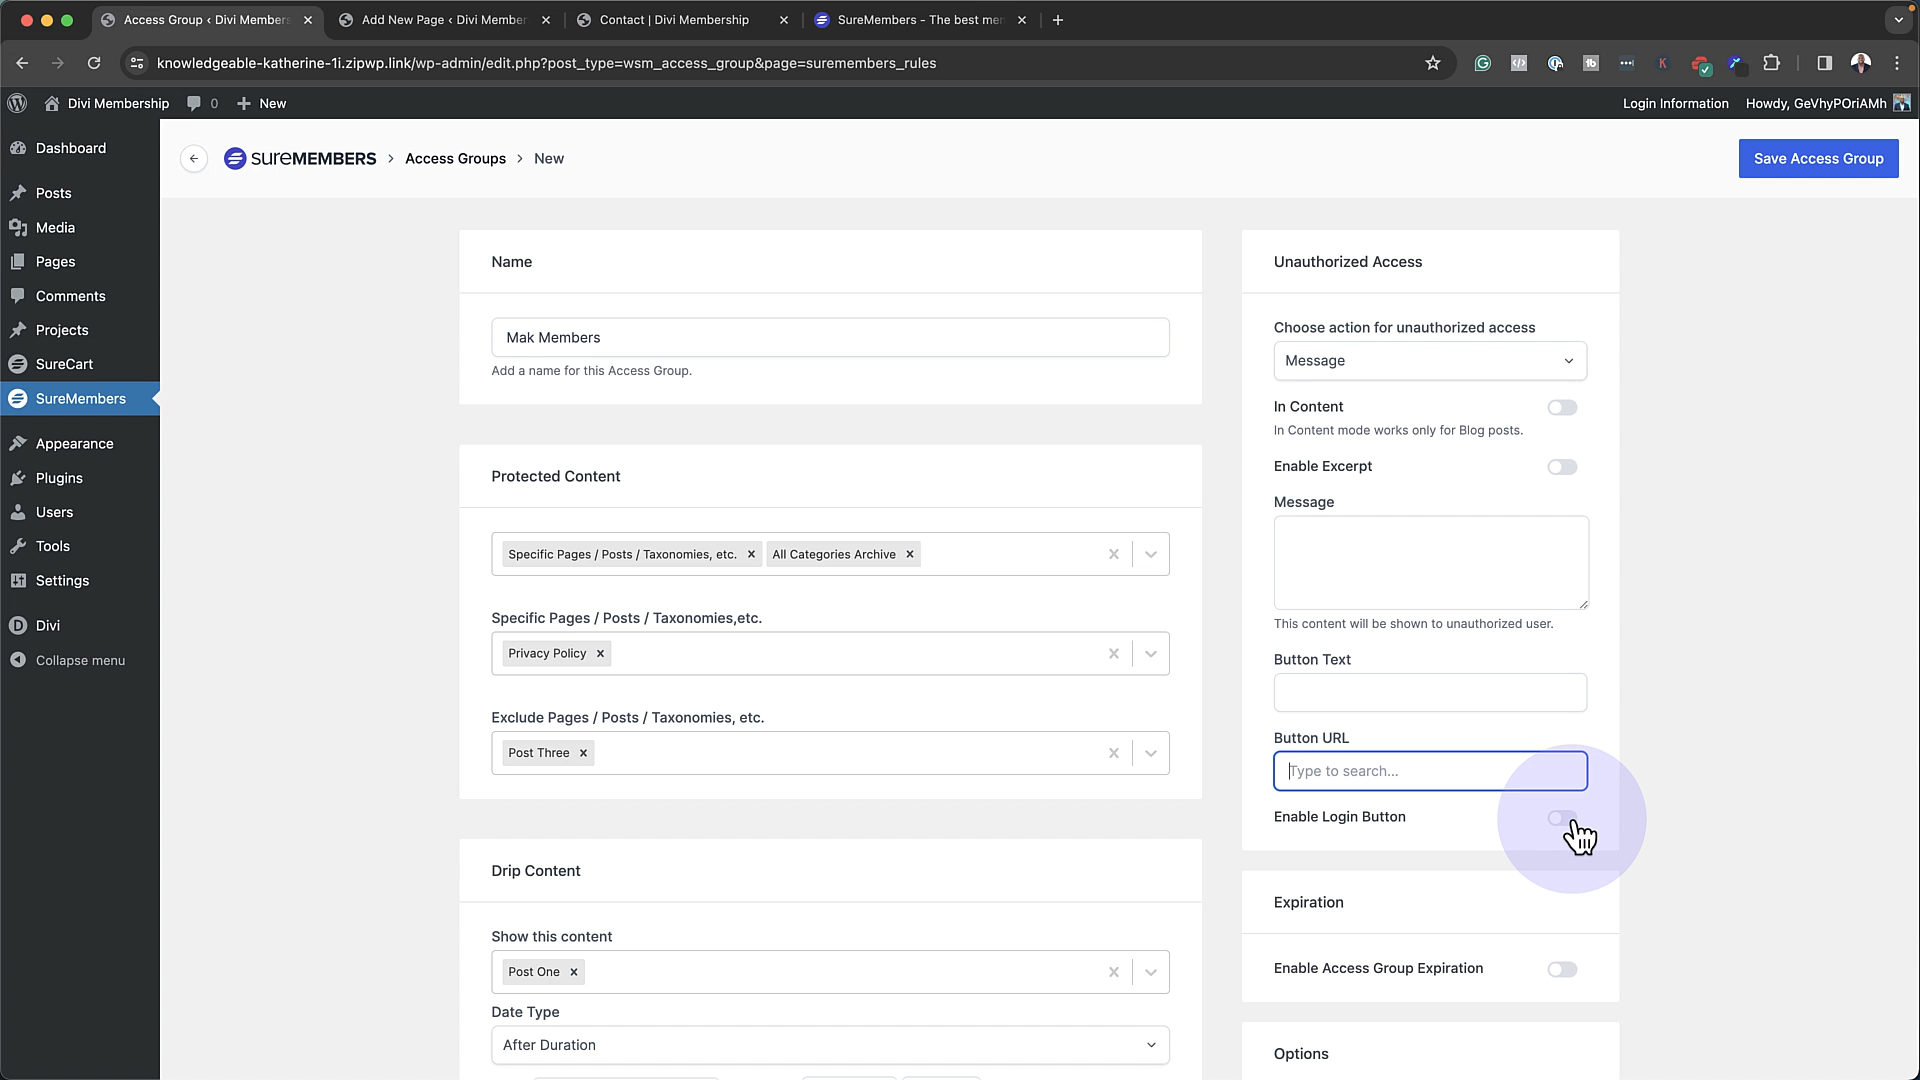 Access Group ‹ Divi Members
Add New Page ‹ Divi Member
Contact | Divi Membership
SureMembers - The best mem
knowledgeable-katherine-1i.zipwp.link/wp-admin/edit.php?post_type=wsm_access_group&page=suremembers_rules
Divi Membership
0
New
Login Information
Howdy, GeVhyPOriAMh
Dashboard
Posts
Media
Pages
Comments
Projects
SureCart
SureMembers
Appearance
Plugins
Users
Tools
Settings
Divi
Collapse menu
sureMEMBERS
Access Groups
New
Save Access Group
Name
Mak Members
Add a name for this Access Group.
Protected Content
Specific Pages / Posts / Taxonomies, etc.
All Categories Archive
Specific Pages / Posts / Taxonomies,etc.
Privacy Policy
Exclude Pages / Posts / Taxonomies, etc.
Post Three
Drip Content
Show this content
Post One
Date Type
After Duration
Unauthorized Access
Choose action for unauthorized access
Message
In Content
In Content mode works only for Blog posts.
Enable Excerpt
Message
This content will be shown to unauthorized user.
Button Text
Button URL
Type to search...
Enable Login Button
Expiration
Enable Access Group Expiration
Options